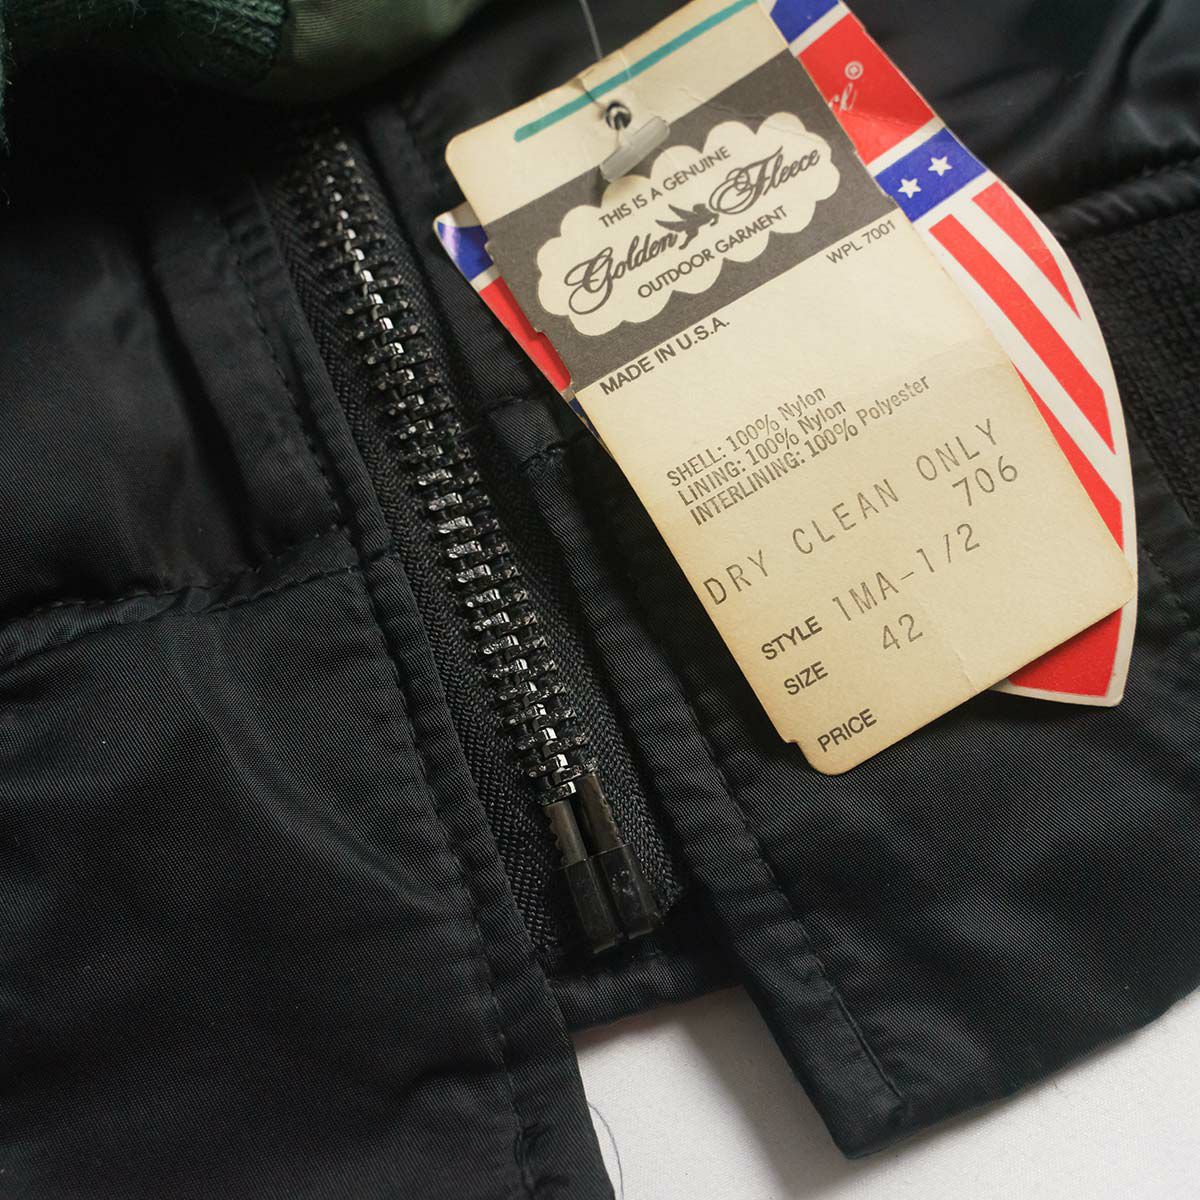 THIS IS A GENUINE
Golden Fleece
OUTDOOR GARMENT
WPL 7001
MADE IN U.S.A.
SHELL: 100% Nylon
LINING: 100% Nylon
INTERLINING: 100% Polyester
DRY CLEAN ONLY
706
STYLE 1MA-1/2
SIZE 42
PRICE